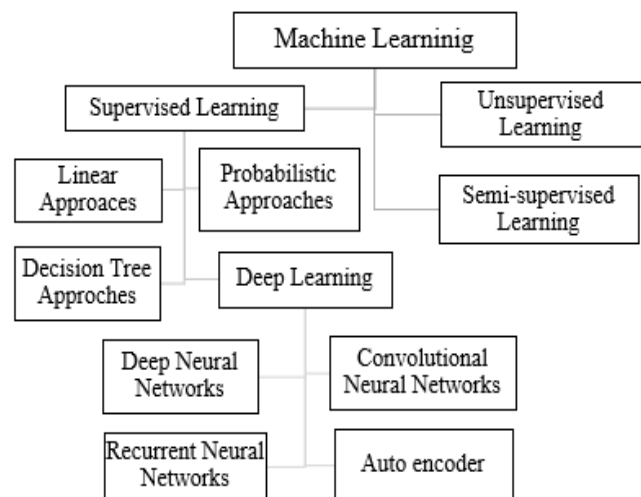 Machine Learninig
Supervised Learning
Unsupervised
Learning
Linear
Approaces
Probabilistic
Approaches
Semi-supervised
Learning
Decision Tree
Approches
Deep Learning
Deep Neural
Networks
Convolutional
Neural Networks
Recurrent Neural
Networks
Auto encoder